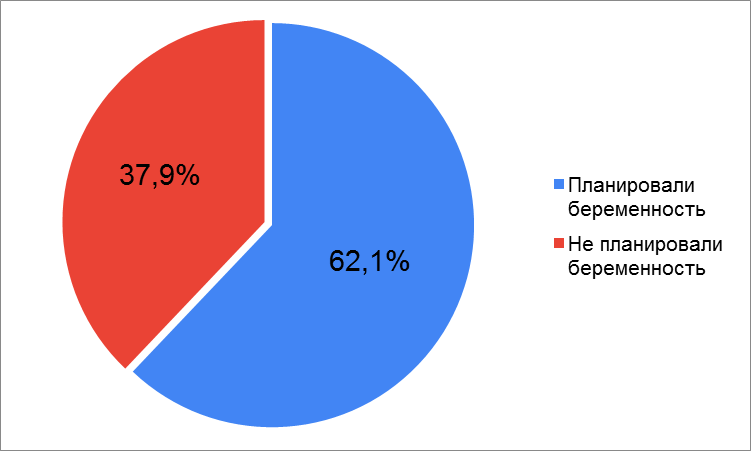 37,9%
62,1%
Планировали
беременность
Не планировали
беременность